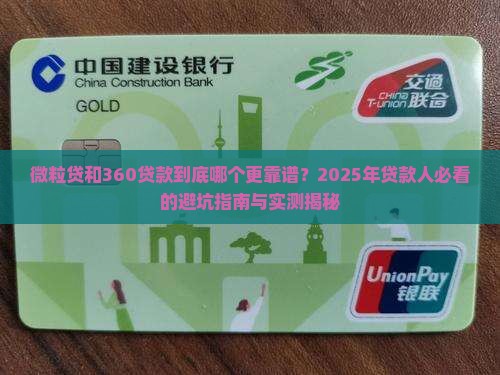 中国建设银行
China Construction Bank
GOLD
交通
联合
CHINA
T-UNION
微粒贷和360贷款到底哪个更靠谱？2025年贷款人必看
的避坑指南与实测揭秘
UnionPay
银联